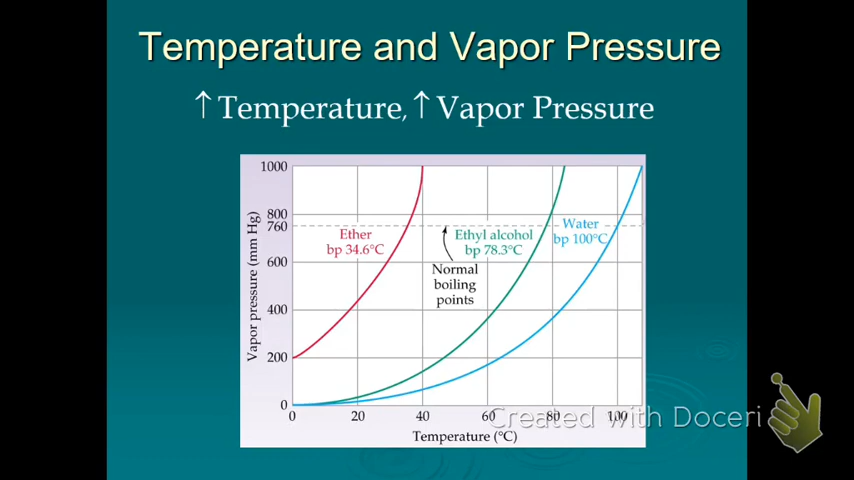 Temperature and Vapor Pressure
↑ Temperature, ↑ Vapor Pressure
1000
800
760
600
400
200
0
Vapor pressure (mm Hg)
Ether
bp 34.6°C
Ethyl alcohol
bp 78.3°C
Water
bp 100°C
Normal
boiling
points
0 20 40 60 80 100
Temperature (°C)
Created with Doceri